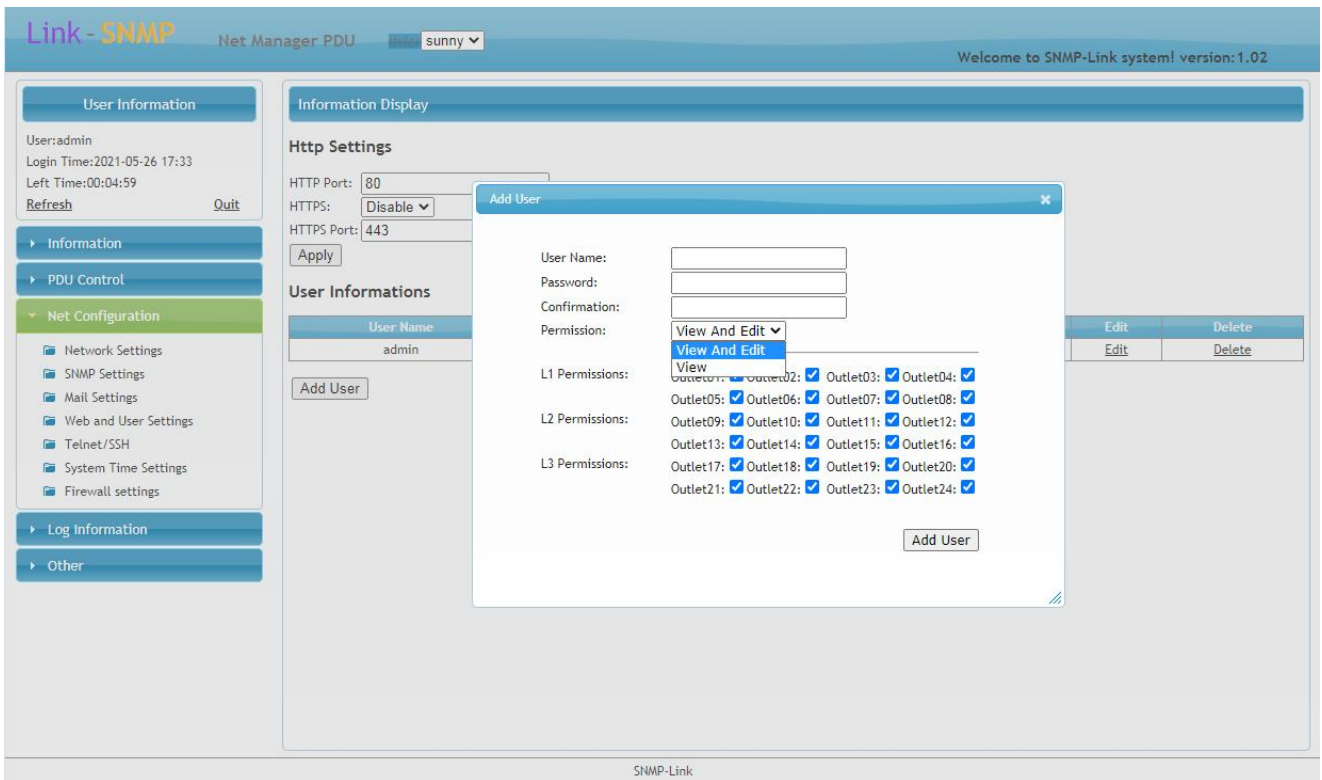 Link - SNMP Net Manager PDU sunny
Welcome to SNMP-Link system! version:1.02
User Information
User:admin
Login Time:2021-05-26 17:33
Left Time:00:04:59
Refresh Quit
Information
PDU Control
Net Configuration
Network Settings
SNMP Settings
Mail Settings
Web and User Settings
Telnet/SSH
System Time Settings
Firewall settings
Log Information
Other
Information Display
Http Settings
HTTP Port: 80
HTTPS: Disable
HTTPS Port: 443
Apply
User Informations
User Name Edit Delete
admin Edit Delete
Add User
Add User
User Name:
Password:
Confirmation:
Permission: View And Edit
View And Edit
View
L1 Permissions: Outlet01: Outlet02: Outlet03: Outlet04:
Outlet05: Outlet06: Outlet07: Outlet08:
L2 Permissions: Outlet09: Outlet10: Outlet11: Outlet12:
Outlet13: Outlet14: Outlet15: Outlet16:
L3 Permissions: Outlet17: Outlet18: Outlet19: Outlet20:
Outlet21: Outlet22: Outlet23: Outlet24:
Add User
SNMP-Link